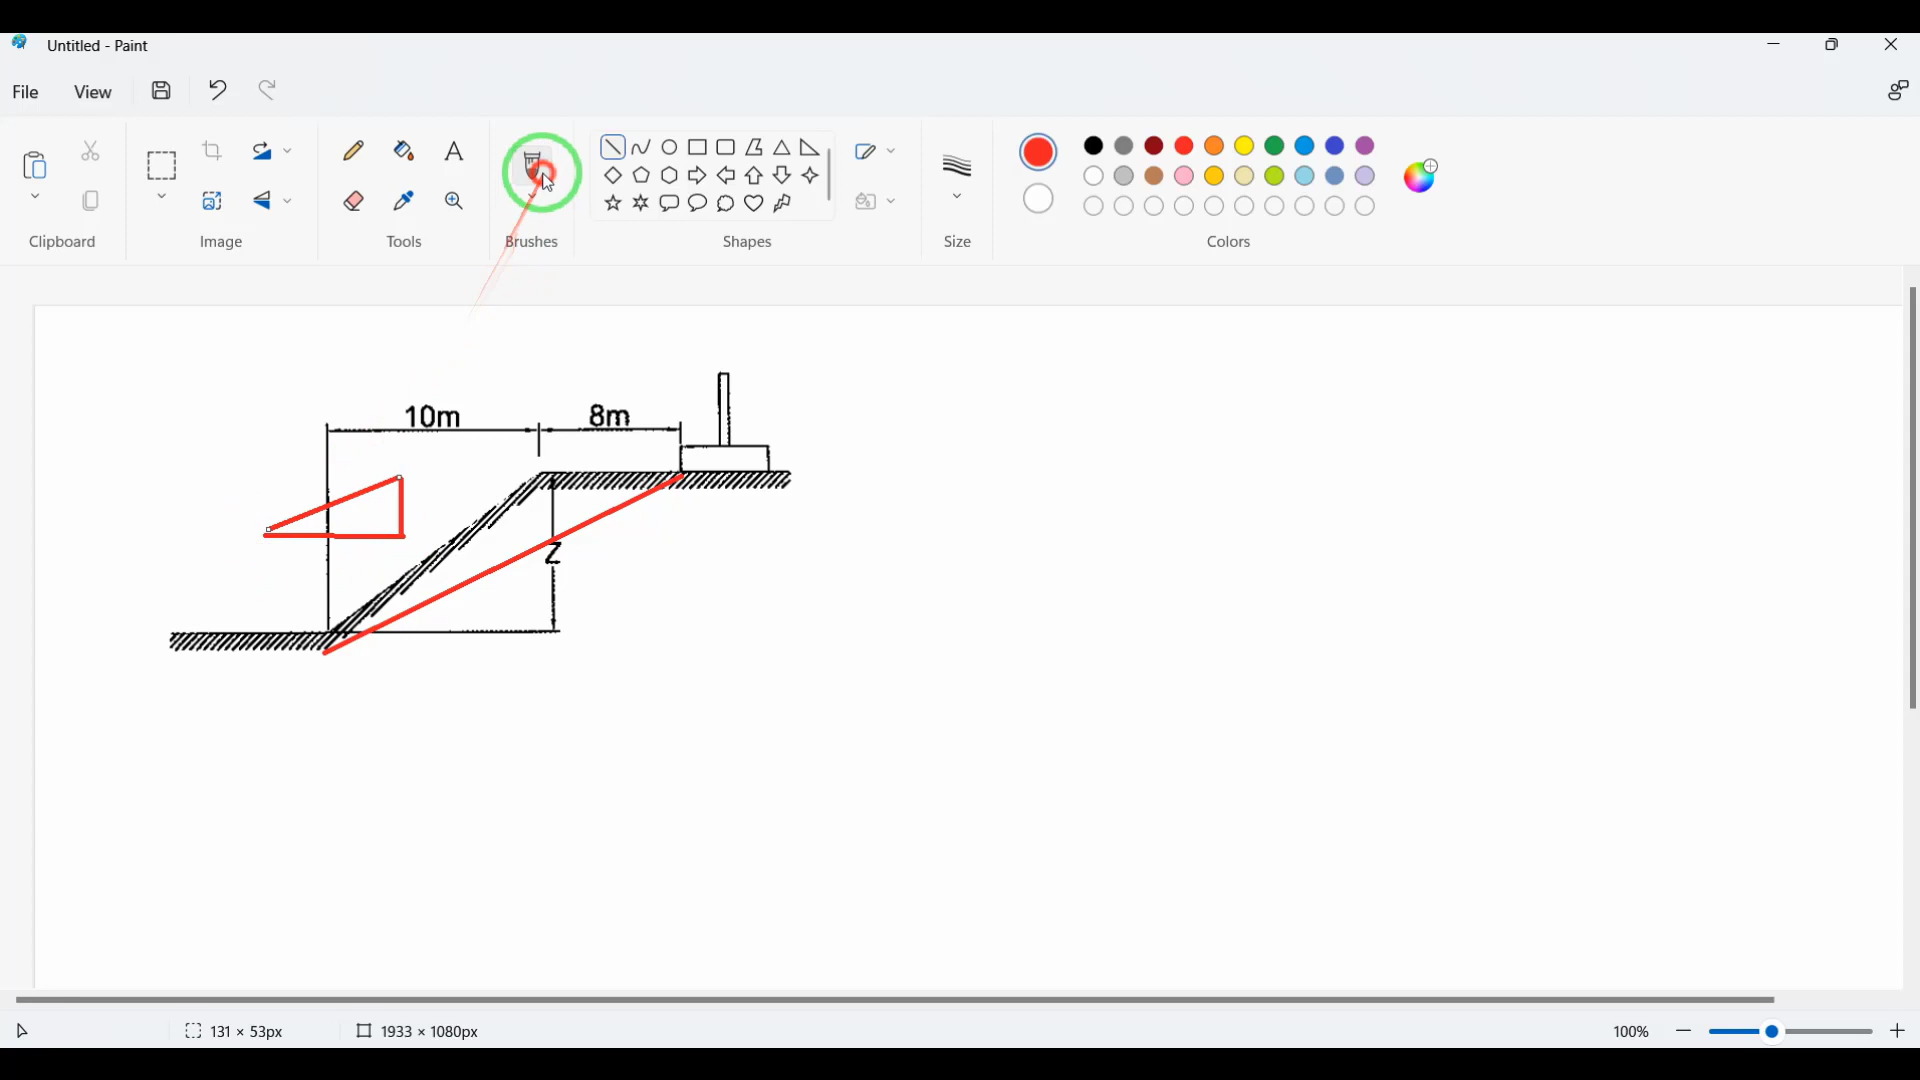 Untitled - Paint
File
View
Clipboard
Image
Tools
Brushes
Shapes
Size
Colors
10m
8m
Z
131 × 53px
1933 × 1080px
100%